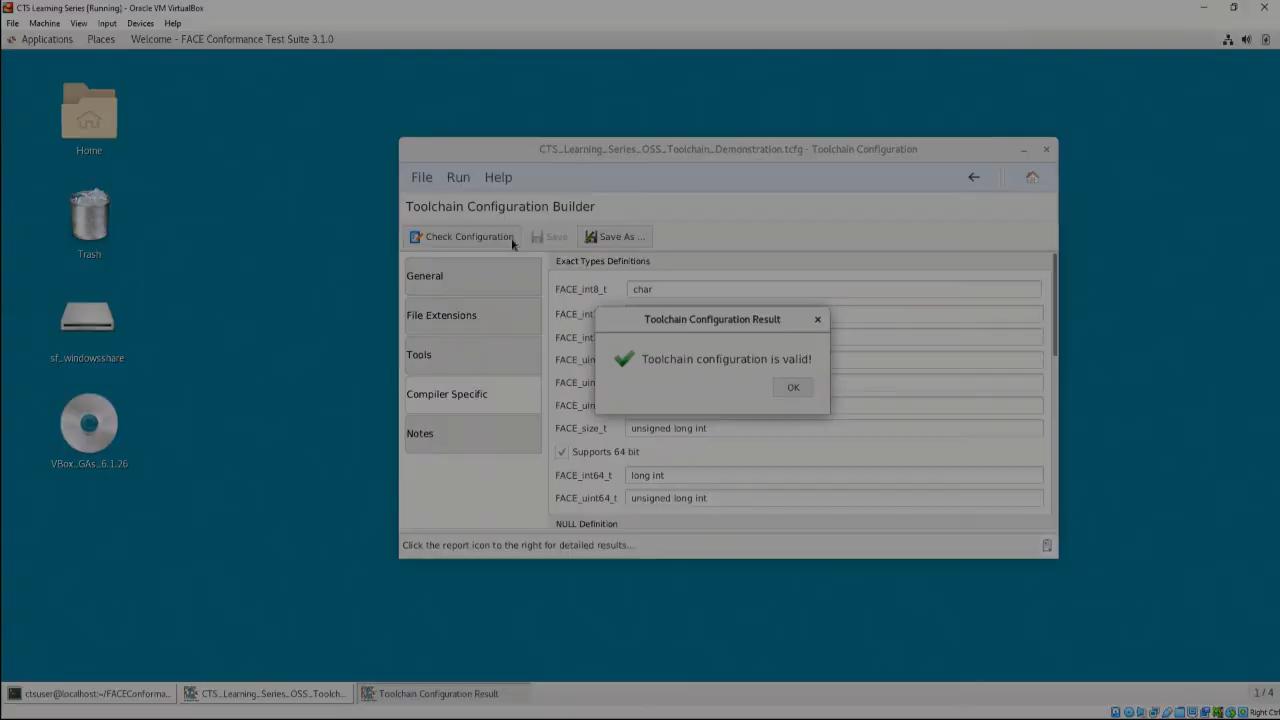 CTS Learning Series [Running] - Oracle VM VirtualBox
File Machine View Input Devices Help
Applications Places Welcome - FACE Conformance Test Suite 3.1.0
Home
Trash
sf_windowsshare
VBox_GAs_6.1.26
CTS_Learning_Series_OSS_Toolchain_Demonstration.tcfg - Toolchain Configuration
File Run Help
Toolchain Configuration Builder
Check Configuration Save Save As ...
General
File Extensions
Tools
Compiler Specific
Notes
Exact Types Definitions
FACE_int8_t char
FACE_in
FACE_in
FACE_uin
FACE_uin
FACE_uin
FACE_size_t unsigned long int
Supports 64 bit
FACE_int64_t long int
FACE_uint64_t unsigned long int
NULL Definition
Toolchain Configuration Result
Toolchain configuration is valid!
OK
Click the report icon to the right for detailed results...
ctsuser@localhost:~/FACEConforma... CTS_Learning_Series_OSS_Toolch... Toolchain Configuration Result 1 / 4
Right Ctrl